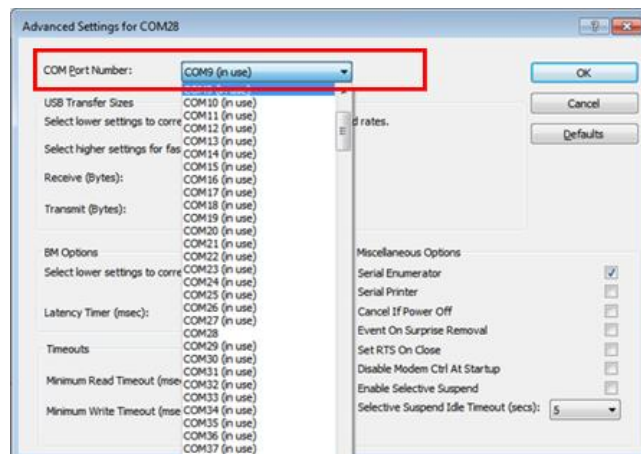 Advanced Settings for COM28
COM Port Number:
COM9 (in use)
OK
Cancel
Defaults
USB Transfer Sizes
Select lower settings to corre
d rates.
Select higher settings for fas
Receive (Bytes):
Transmit (Bytes):
COM10 (in use)
COM11 (in use)
COM12 (in use)
COM13 (in use)
COM14 (in use)
COM15 (in use)
COM16 (in use)
COM17 (in use)
COM18 (in use)
COM19 (in use)
COM20 (in use)
COM21 (in use)
COM22 (in use)
COM23 (in use)
COM24 (in use)
COM25 (in use)
COM26 (in use)
COM27 (in use)
COM28
COM29 (in use)
COM30 (in use)
COM31 (in use)
COM32 (in use)
COM33 (in use)
COM34 (in use)
COM35 (in use)
COM36 (in use)
COM37 (in use)
BM Options
Select lower settings to corre
Latency Timer (msec):
Timeouts
Minimum Read Timeout (mse
Minimum Write Timeout (mse
Miscellaneous Options
Serial Enumerator
Serial Printer
Cancel If Power Off
Event On Surprise Removal
Set RTS On Close
Disable Modem Ctrl At Startup
Enable Selective Suspend
Selective Suspend Idle Timeout (secs): 5